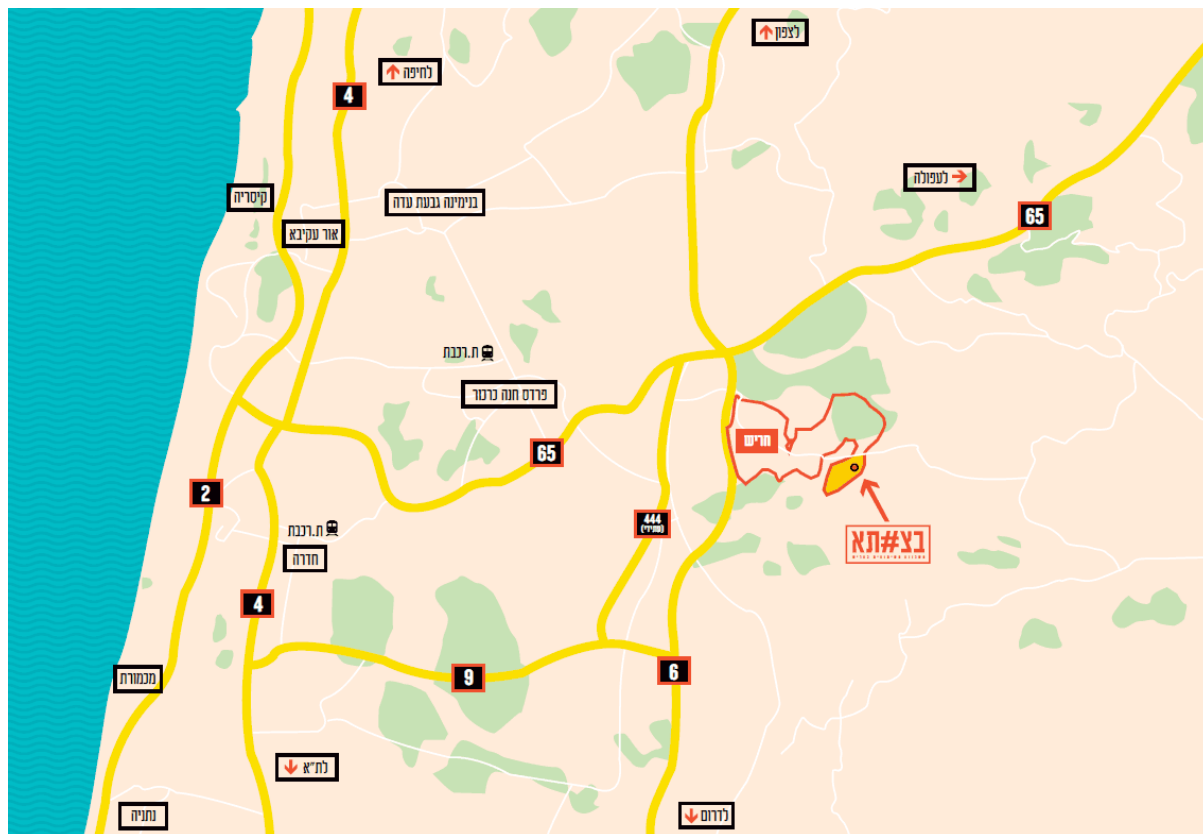 לצפון
לחיפה
4
לעפולה
קיסריה
בנימינה גבעת עדה
65
אור עקיבא
ת.רכבת
פרדס חנה כרכור
חריש
65
2
444
(עתידי)
ת.רכבת
בצ#תא
חדרה
4
9
6
מכמורת
לת"א
נתניה
לדרום